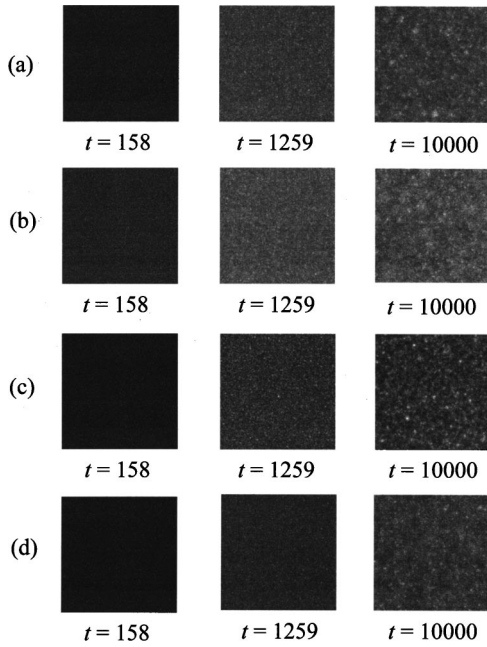 (a)
t = 158 t = 1259 t = 10000
(b)
t = 158 t = 1259 t = 10000
(c)
t = 158 t = 1259 t = 10000
(d)
t = 158 t = 1259 t = 10000